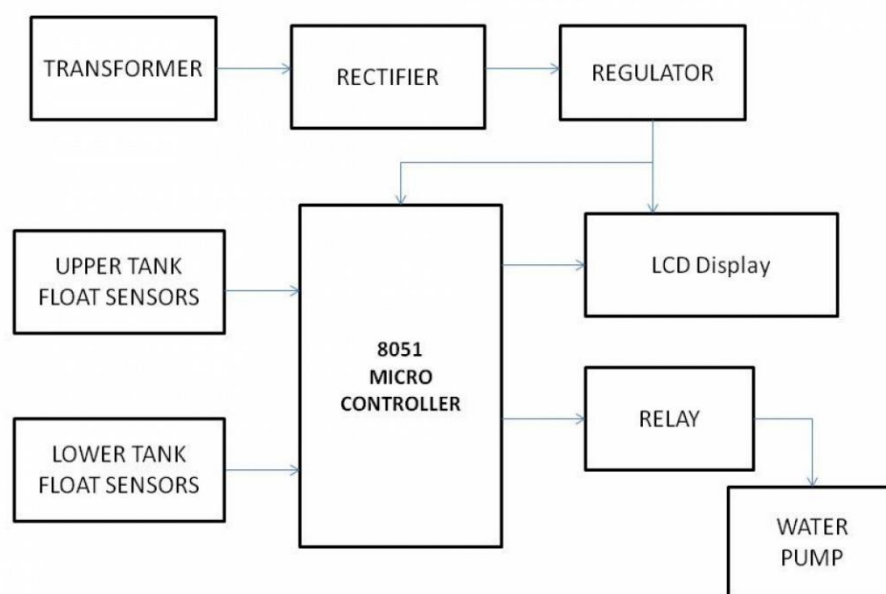 TRANSFORMER
RECTIFIER
REGULATOR
UPPER TANK
FLOAT SENSORS
LCD Display
8051
MICRO
CONTROLLER
LOWER TANK
FLOAT SENSORS
RELAY
WATER
PUMP